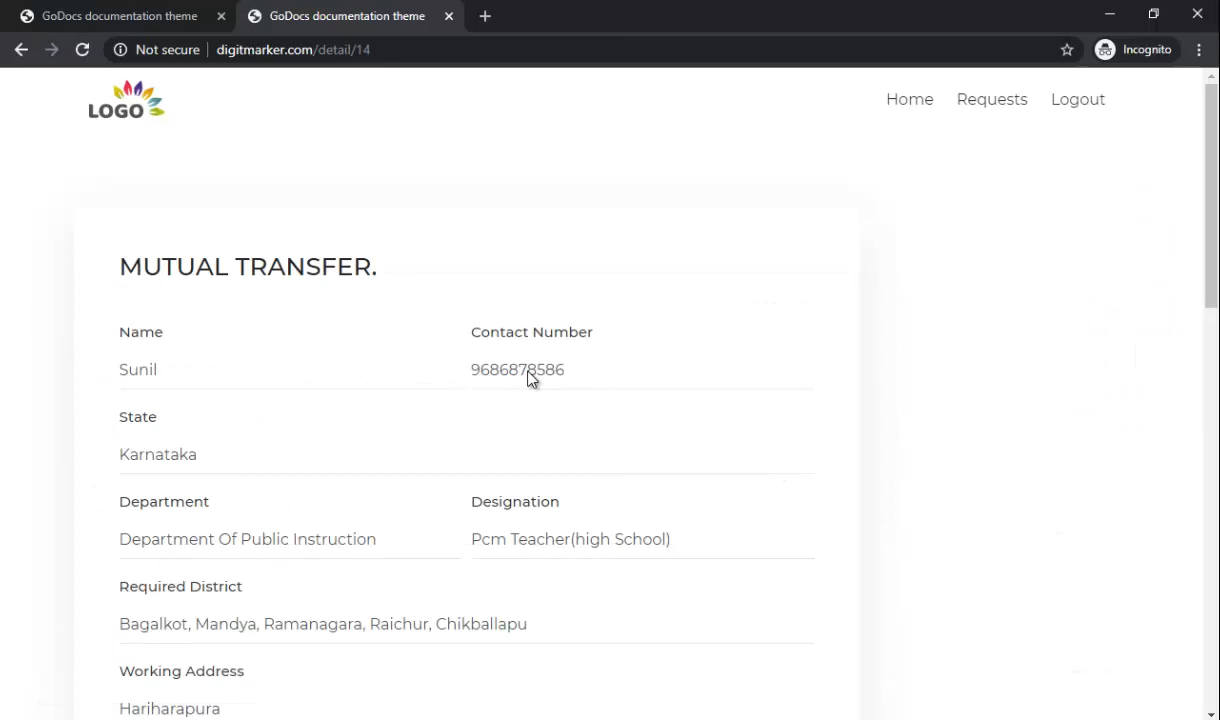 GoDocs documentation theme
GoDocs documentation theme
Not secure
digitmarker.com/detail/14
Incognito
LOGO
Home Requests Logout
MUTUAL TRANSFER.
Name Contact Number
Sunil 9686878586
State
Karnataka
Department Designation
Department Of Public Instruction Pcm Teacher(high School)
Required District
Bagalkot, Mandya, Ramanagara, Raichur, Chikballapu
Working Address
Hariharapura